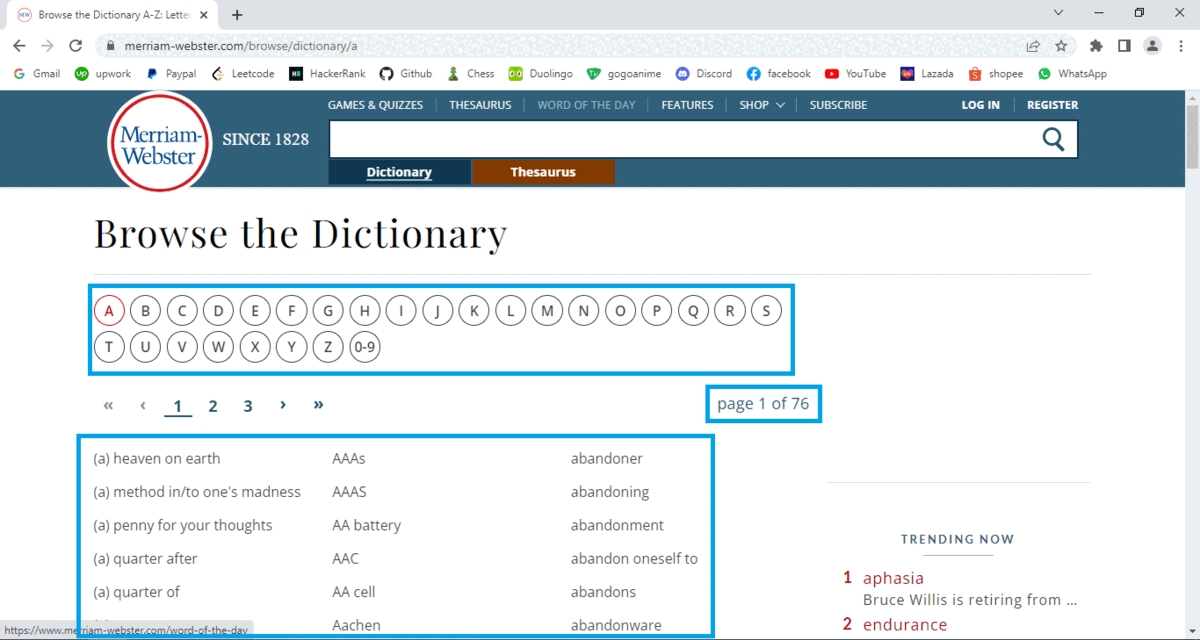 Browse the Dictionary A-Z: Letter
merriam-webster.com/browse/dictionary/a
Gmail upwork Paypal Leetcode HackerRank Github Chess Duolingo gogoanime Discord facebook YouTube Lazada shopee WhatsApp
GAMES & QUIZZES THESAURUS WORD OF THE DAY FEATURES SHOP SUBSCRIBE LOG IN REGISTER
Merriam-
Webster
SINCE 1828
Dictionary Thesaurus
Browse the Dictionary
A B C D E F G H I J K L M N O P Q R S
T U V W X Y Z 0-9
« ‹ 1 2 3 › »
page 1 of 76
(a) heaven on earth AAAs abandoner
(a) method in/to one's madness AAAS abandoning
(a) penny for your thoughts AA battery abandonment
(a) quarter after AAC abandon oneself to
(a) quarter of AA cell abandons
Aachen abandonware
TRENDING NOW
1 aphasia
Bruce Willis is retiring from ...
2 endurance
https://www.merriam-webster.com/word-of-the-day